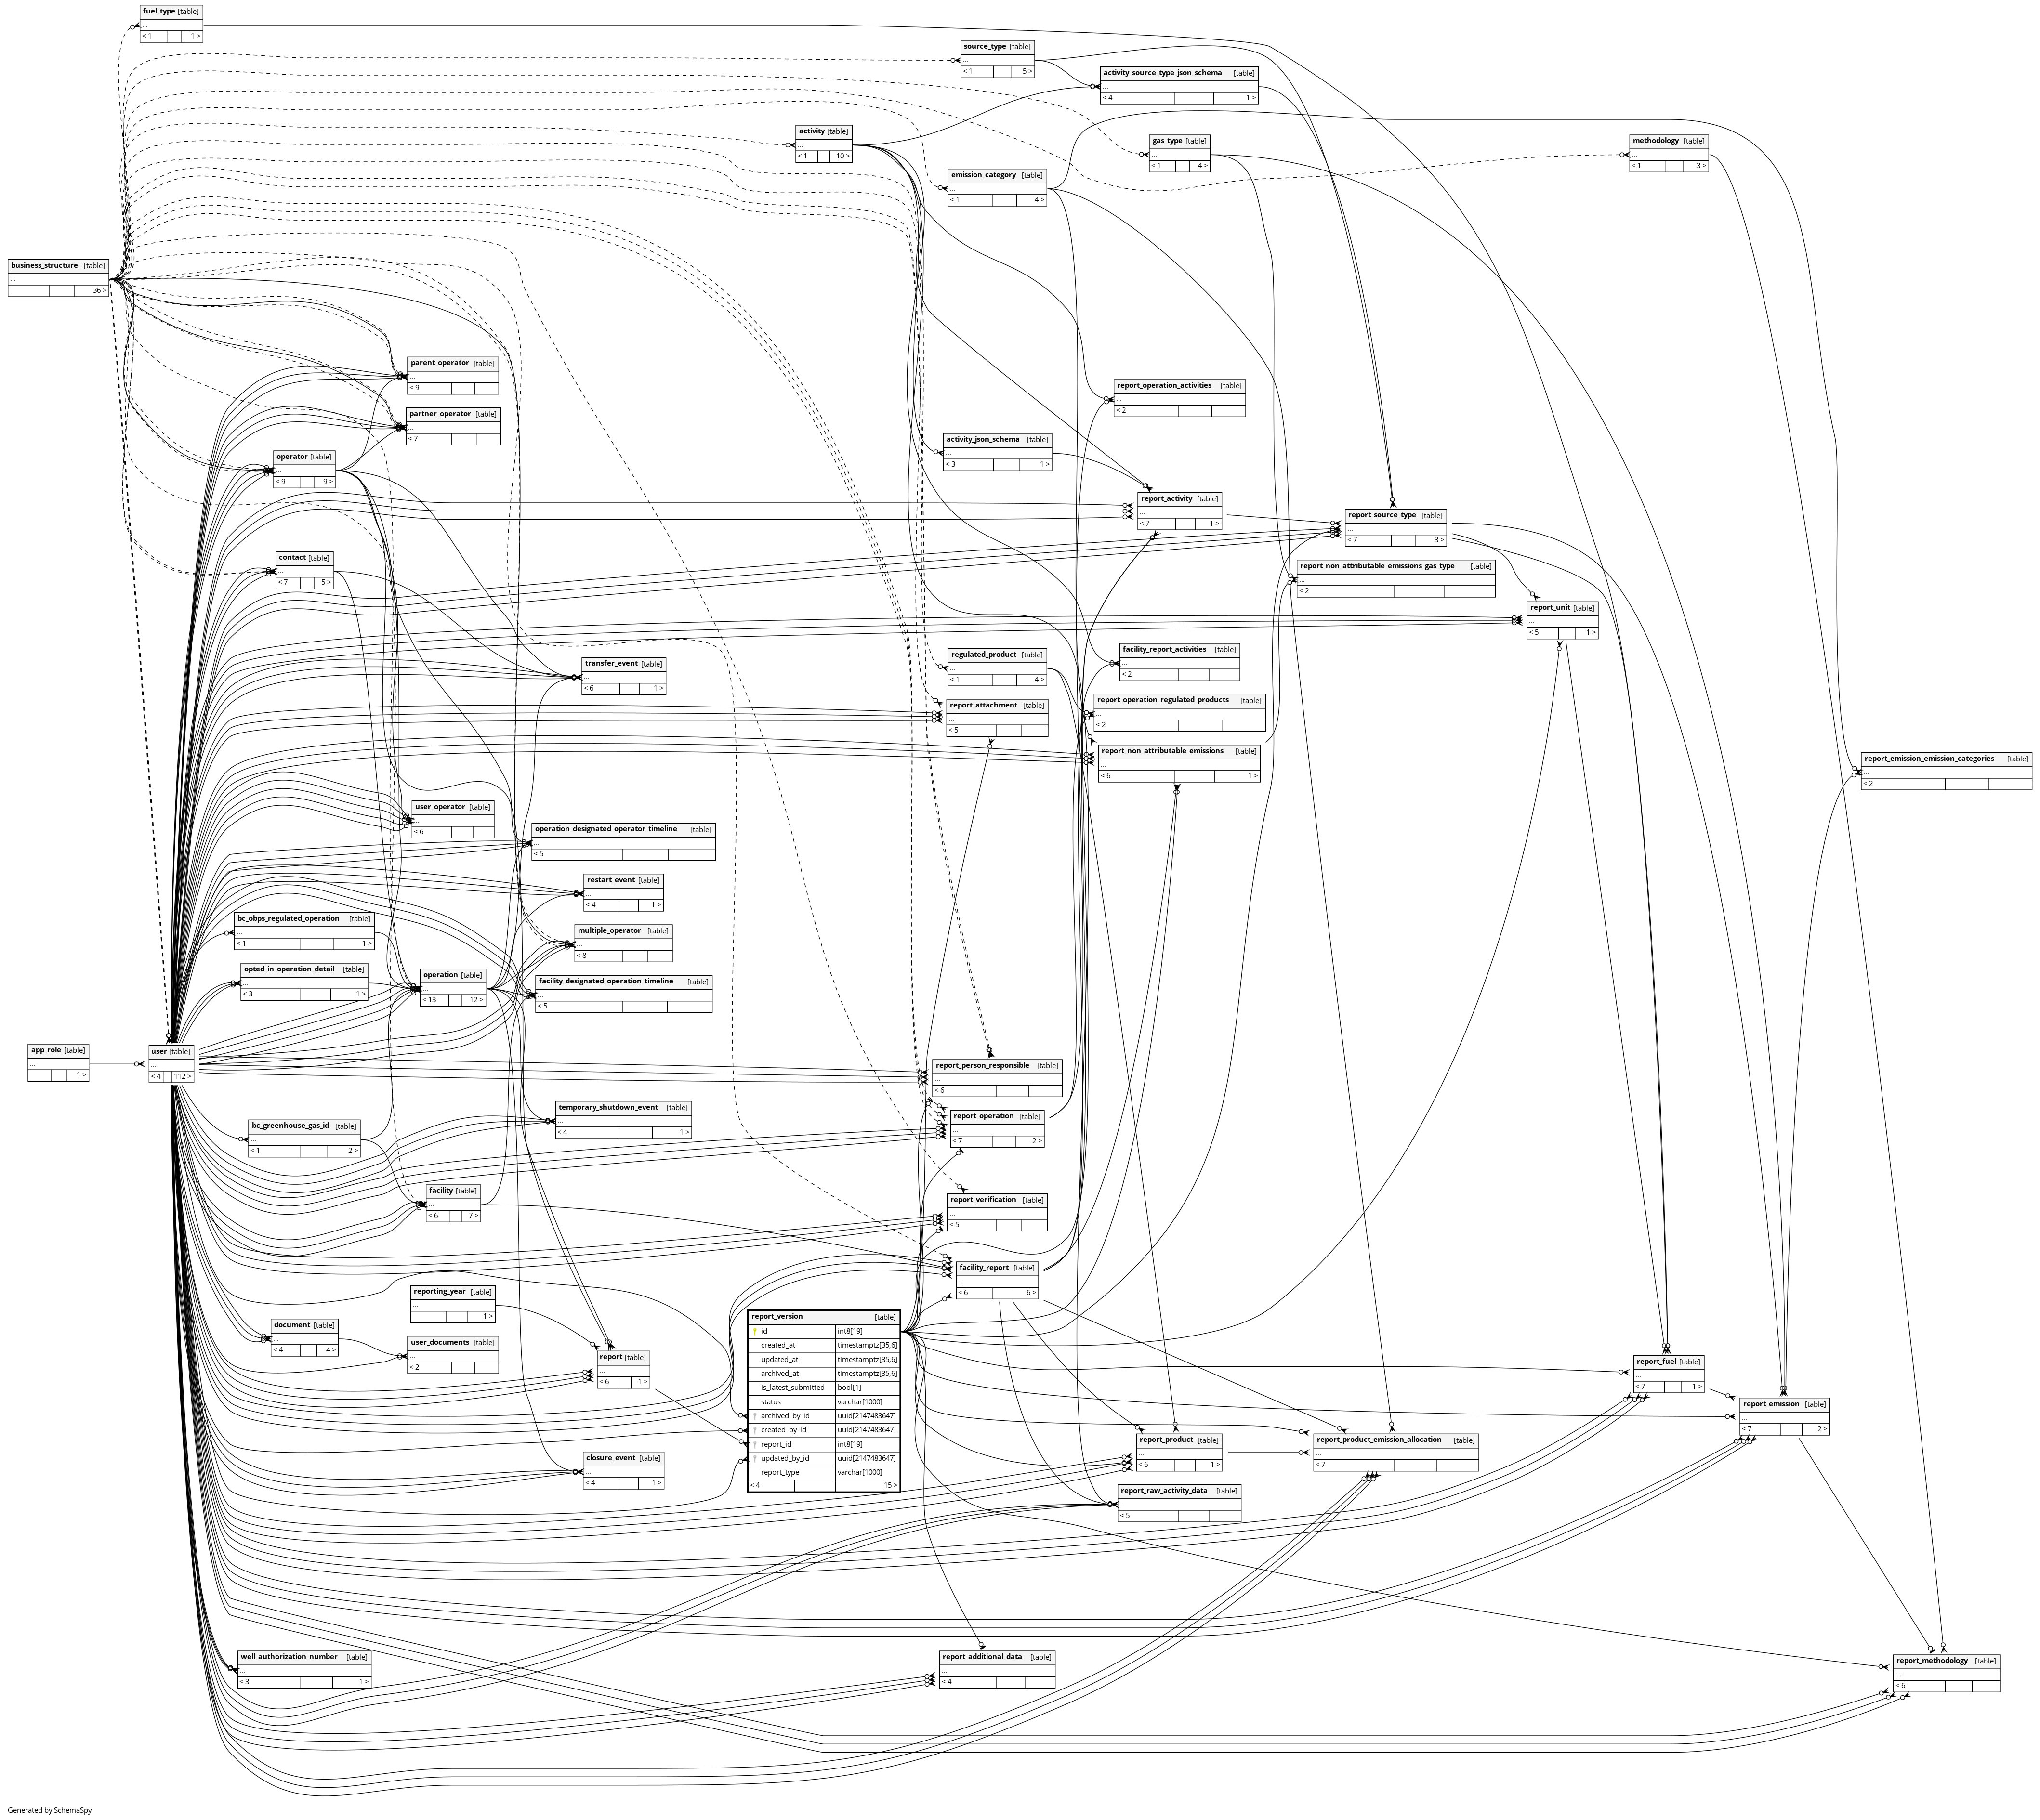 fuel_type [table]
...
< 1 1 >
source_type [table]
...
< 1 5 >
activity_source_type_json_schema [table]
...
< 4 1 >
activity [table]
...
< 1 10 >
gas_type [table]
...
< 1 4 >
methodology [table]
...
< 1 3 >
emission_category [table]
...
< 1 4 >
business_structure [table]
...
36 >
parent_operator [table]
...
< 9
report_operation_activities [table]
...
< 2
partner_operator [table]
...
< 7
activity_json_schema [table]
...
< 3 1 >
operator [table]
...
< 9 9 >
report_activity [table]
...
< 7 1 >
report_source_type [table]
...
< 7 3 >
contact [table]
...
< 7 5 >
report_non_attributable_emissions_gas_type [table]
...
< 2
report_unit [table]
...
< 5 1 >
facility_report_activities [table]
...
< 2
regulated_product [table]
...
< 1 4 >
transfer_event [table]
...
< 6 1 >
report_operation_regulated_products [table]
...
< 2
report_attachment [table]
...
< 5
report_non_attributable_emissions [table]
...
< 6 1 >
report_emission_emission_categories [table]
...
< 2
user_operator [table]
...
< 6
operation_designated_operator_timeline [table]
...
< 5
restart_event [table]
...
< 4 1 >
bc_obps_regulated_operation [table]
...
< 1 1 >
multiple_operator [table]
...
< 8
opted_in_operation_detail [table]
...
< 3 1 >
operation [table]
...
< 13 12 >
facility_designated_operation_timeline [table]
...
< 5
app_role [table]
...
1 >
user [table]
...
< 4 112 >
report_person_responsible [table]
...
< 6
temporary_shutdown_event [table]
...
< 4 1 >
report_operation [table]
...
< 7 2 >
bc_greenhouse_gas_id [table]
...
< 1 2 >
facility [table]
...
< 6 7 >
report_verification [table]
...
< 5
facility_report [table]
...
< 6 6 >
reporting_year [table]
...
1 >
document [table]
...
< 4 4 >
user_documents [table]
...
< 2
report [table]
...
< 6 1 >
report_version [table]
id int8[19]
created_at timestamptz[35,6]
updated_at timestamptz[35,6]
archived_at timestamptz[35,6]
is_latest_submitted bool[1]
status varchar[1000]
archived_by_id uuid[2147483647]
created_by_id uuid[2147483647]
report_id int8[19]
updated_by_id uuid[2147483647]
report_type varchar[1000]
< 4 15 >
report_fuel [table]
...
< 7 1 >
report_emission [table]
...
< 7 2 >
report_product [table]
...
< 6 1 >
report_product_emission_allocation [table]
...
< 7
closure_event [table]
...
< 4 1 >
report_raw_activity_data [table]
...
< 5
well_authorization_number [table]
...
< 3 1 >
report_additional_data [table]
...
< 4
report_methodology [table]
...
< 6
Generated by SchemaSpy